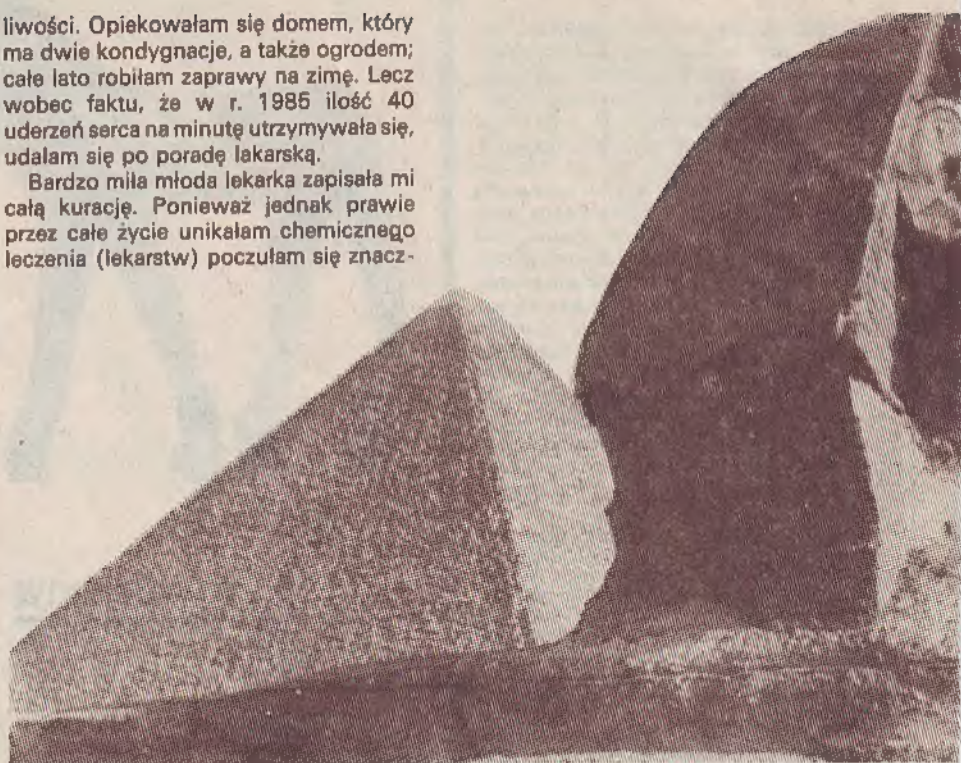 liwości. Opiekowałam się domem, który
ma dwie kondygnacje, a także ogrodem;
całe lato robiłam zaprawy na zimę. Lecz
wobec faktu, że w r. 1985 ilość 40
uderzeń serca na minutę utrzymywała się,
udalam się po poradę lakarską.
Bardzo miła młoda lekarka zapisała mi
całą kurację. Ponieważ jednak prawie
przez całe życie unikałam chemicznego
leczenia (lekarstw) poczułam się znacz-